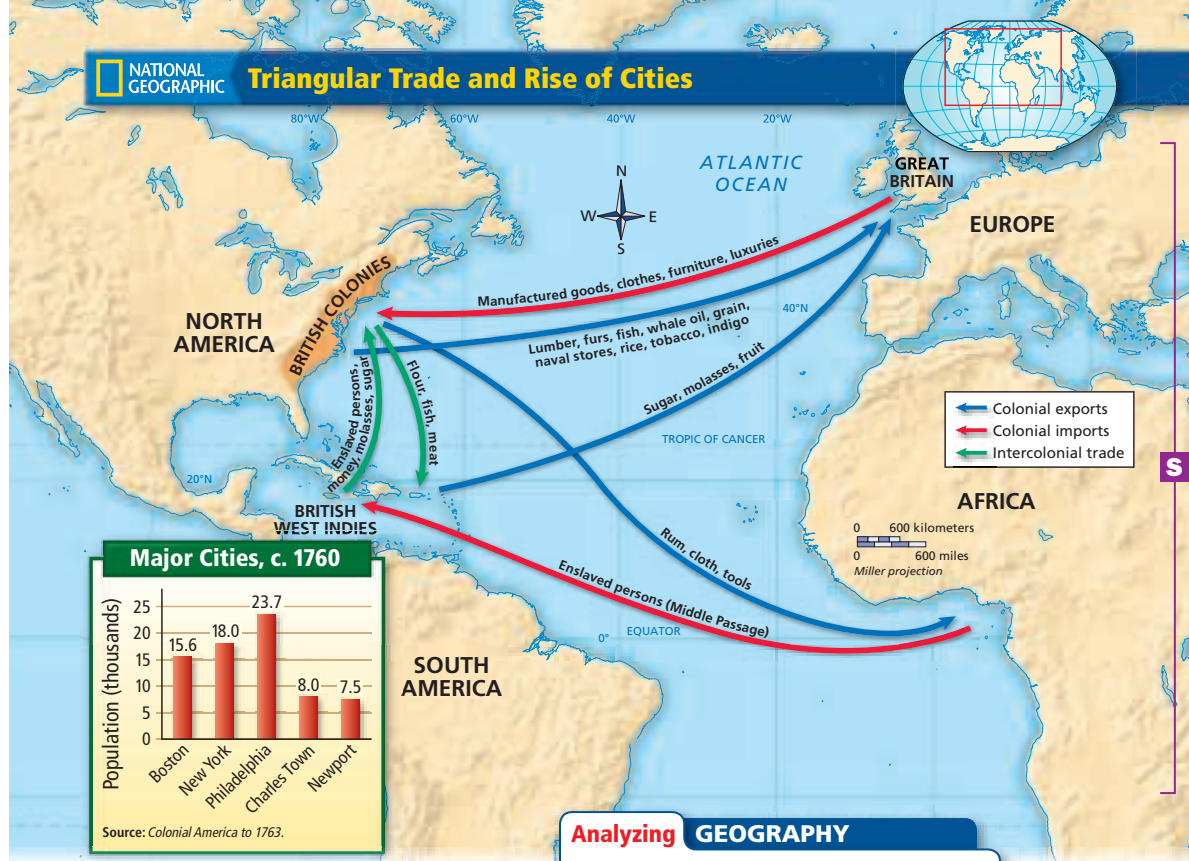 NATIONAL
GEOGRAPHIC
Triangular Trade and Rise of Cities
80°W
60°W
40°W
20°W
ATLANTIC
OCEAN
GREAT
BRITAIN
N
W
E
S
EUROPE
BRITISH COLONIES
NORTH
AMERICA
Manufactured goods, clothes, furniture, luxuries
40°N
Lumber, furs, fish, whale oil, grain,
naval stores, rice, tobacco, indigo
Enslaved persons,
money, molasses, sugar
Flour, fish, meat
Sugar, molasses, fruit
Colonial exports
Colonial imports
Intercolonial trade
TROPIC OF CANCER
S
20°N
BRITISH
WEST INDIES
AFRICA
0
600 kilometers
0
600 miles
Miller projection
Rum, cloth, tools
Enslaved persons (Middle Passage)
0°
EQUATOR
SOUTH
AMERICA
Major Cities, c. 1760
Population (thousands)
25
20
15
10
5
0
15.6
18.0
23.7
8.0
7.5
Boston
New York
Philadelphia
Charles Town
Newport
Source: Colonial America to 1763.
Analyzing GEOGRAPHY